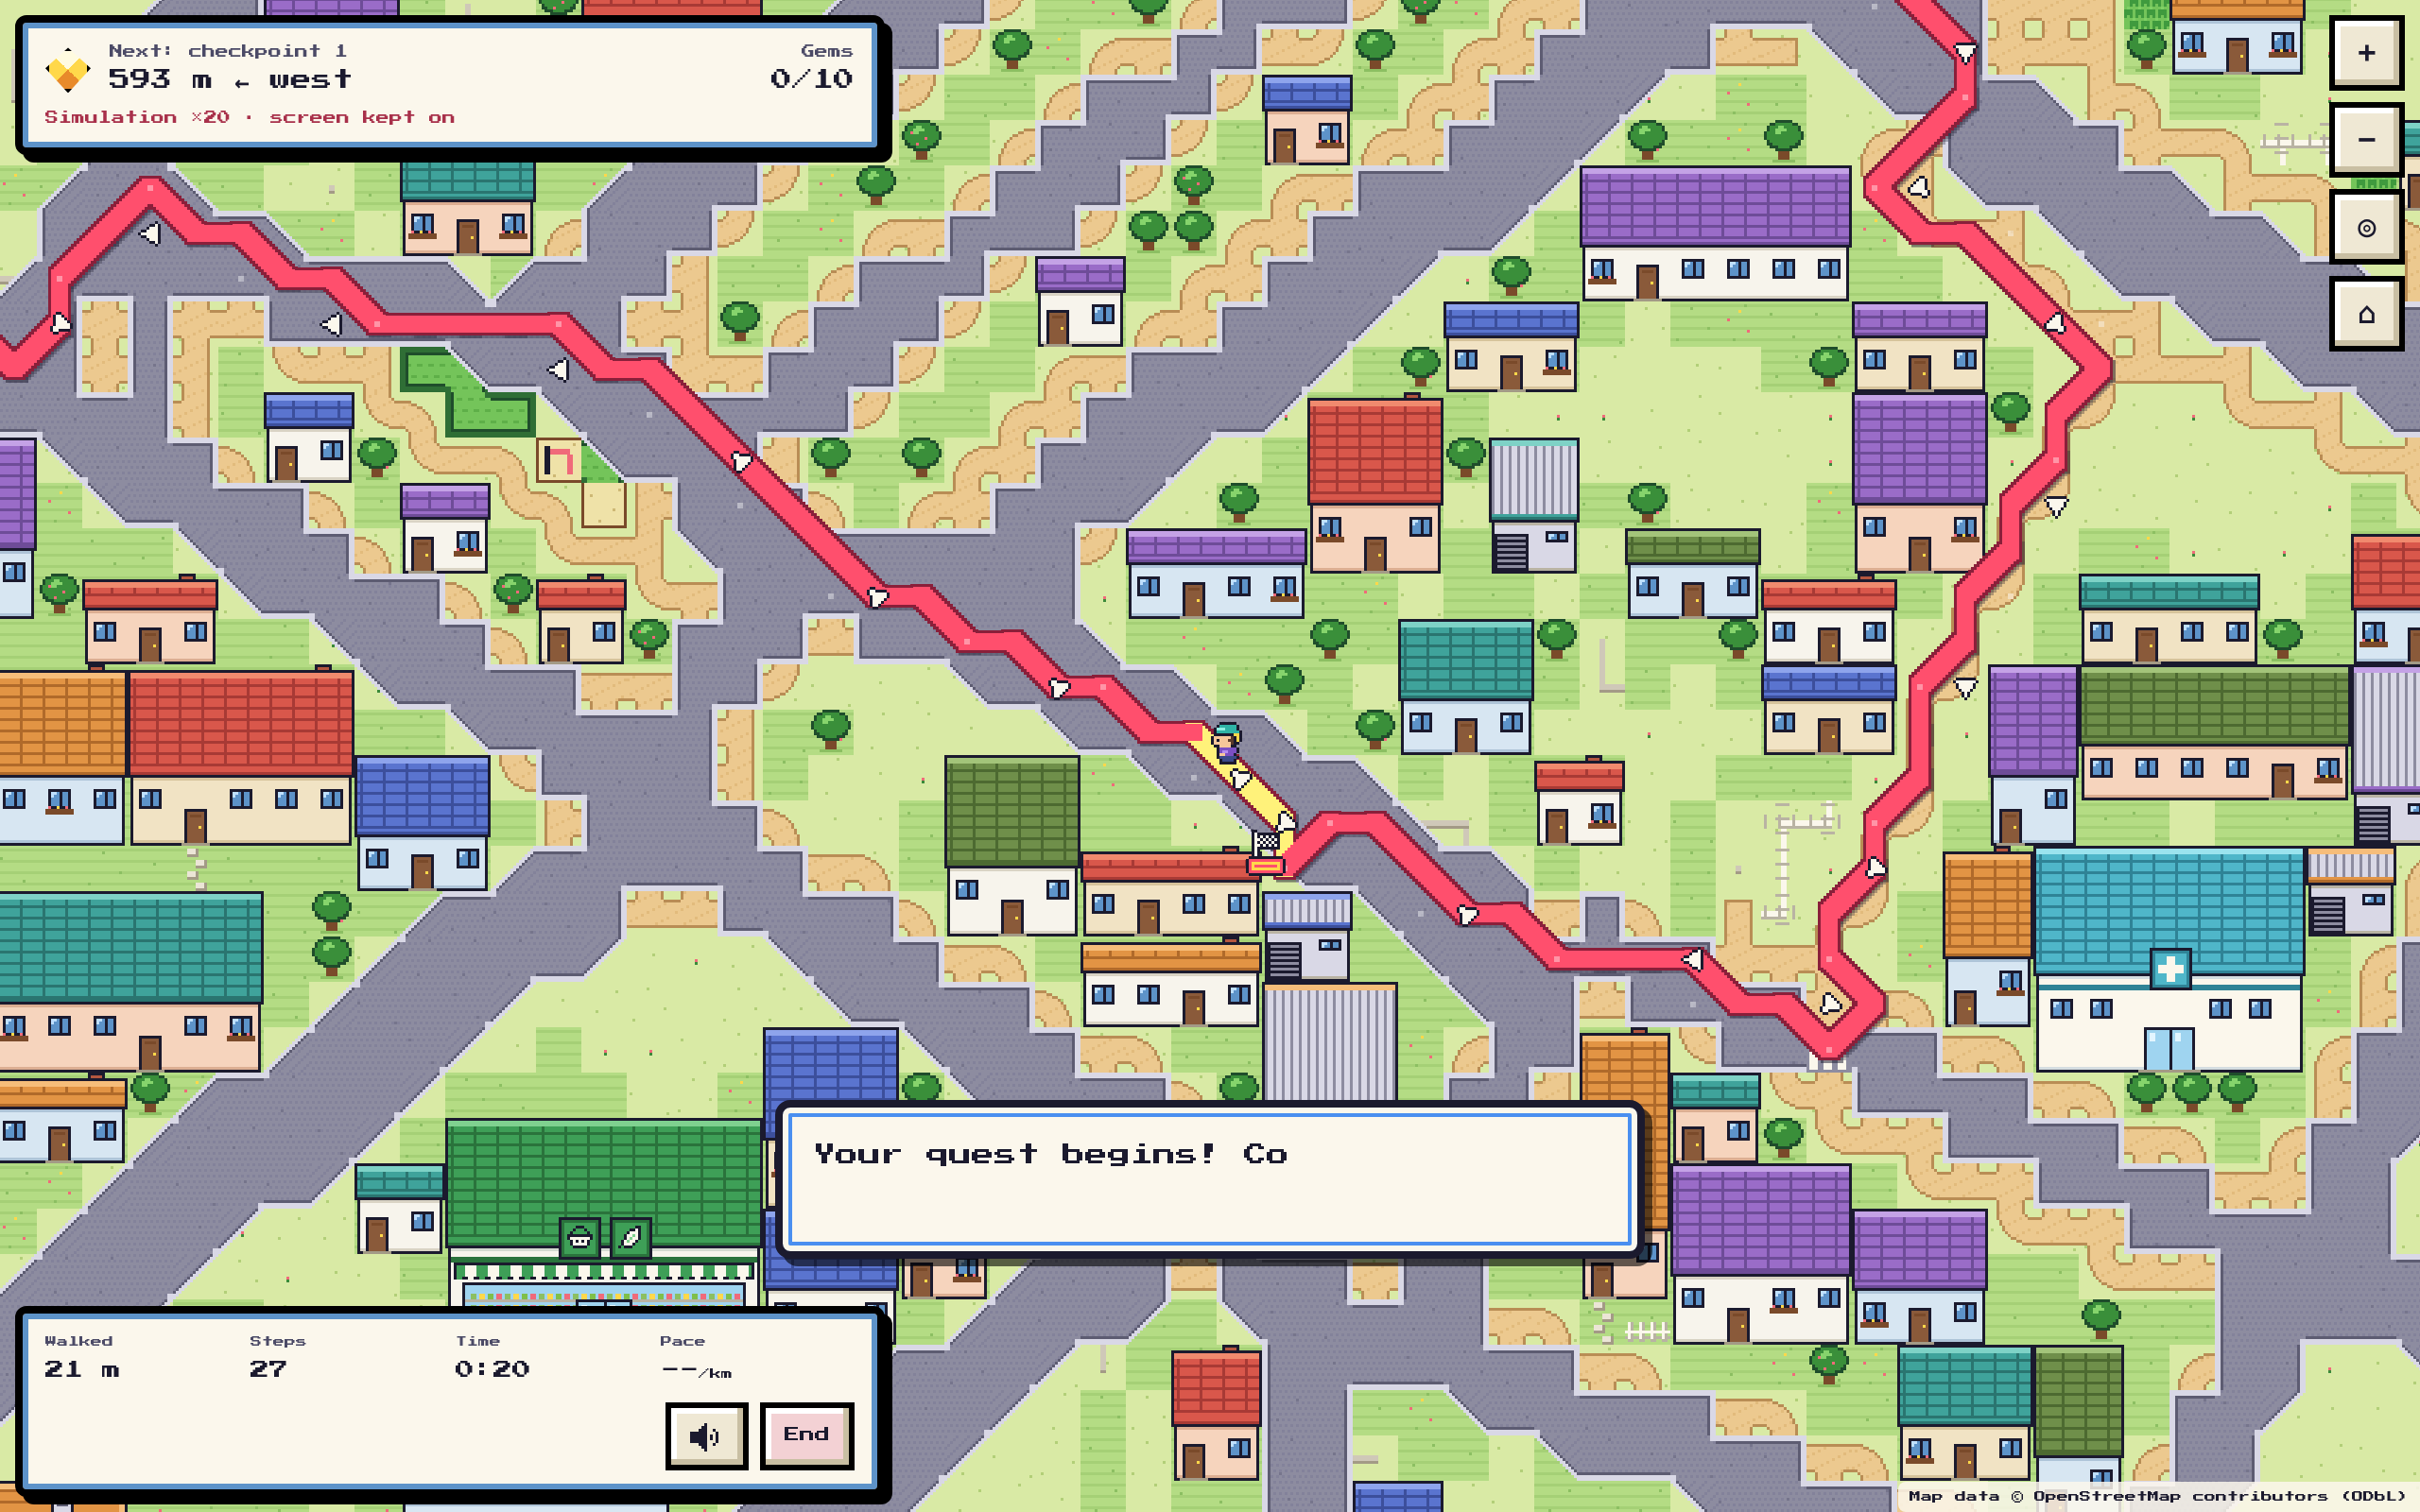 Next: checkpoint 1
Gems
593 m ← west
0/10
Simulation ×20 · screen kept on
+
−
Your quest begins! Co
Walked Steps Time Pace
21 m 27 0:20 --/km
End
Map data © OpenStreetMap contributors (ODbL)